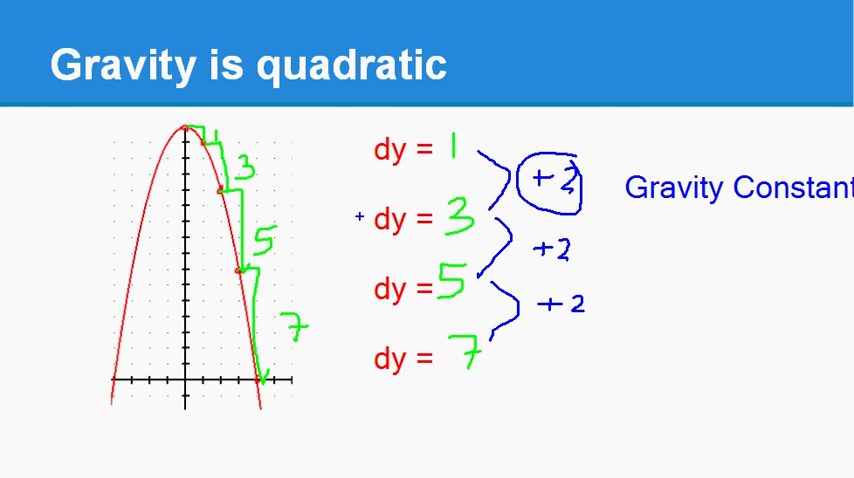 Gravity is quadratic
1
3
5
7
dy = 1
+ dy = 3
dy = 5
dy = 7
+2
+2
+2
Gravity Constant